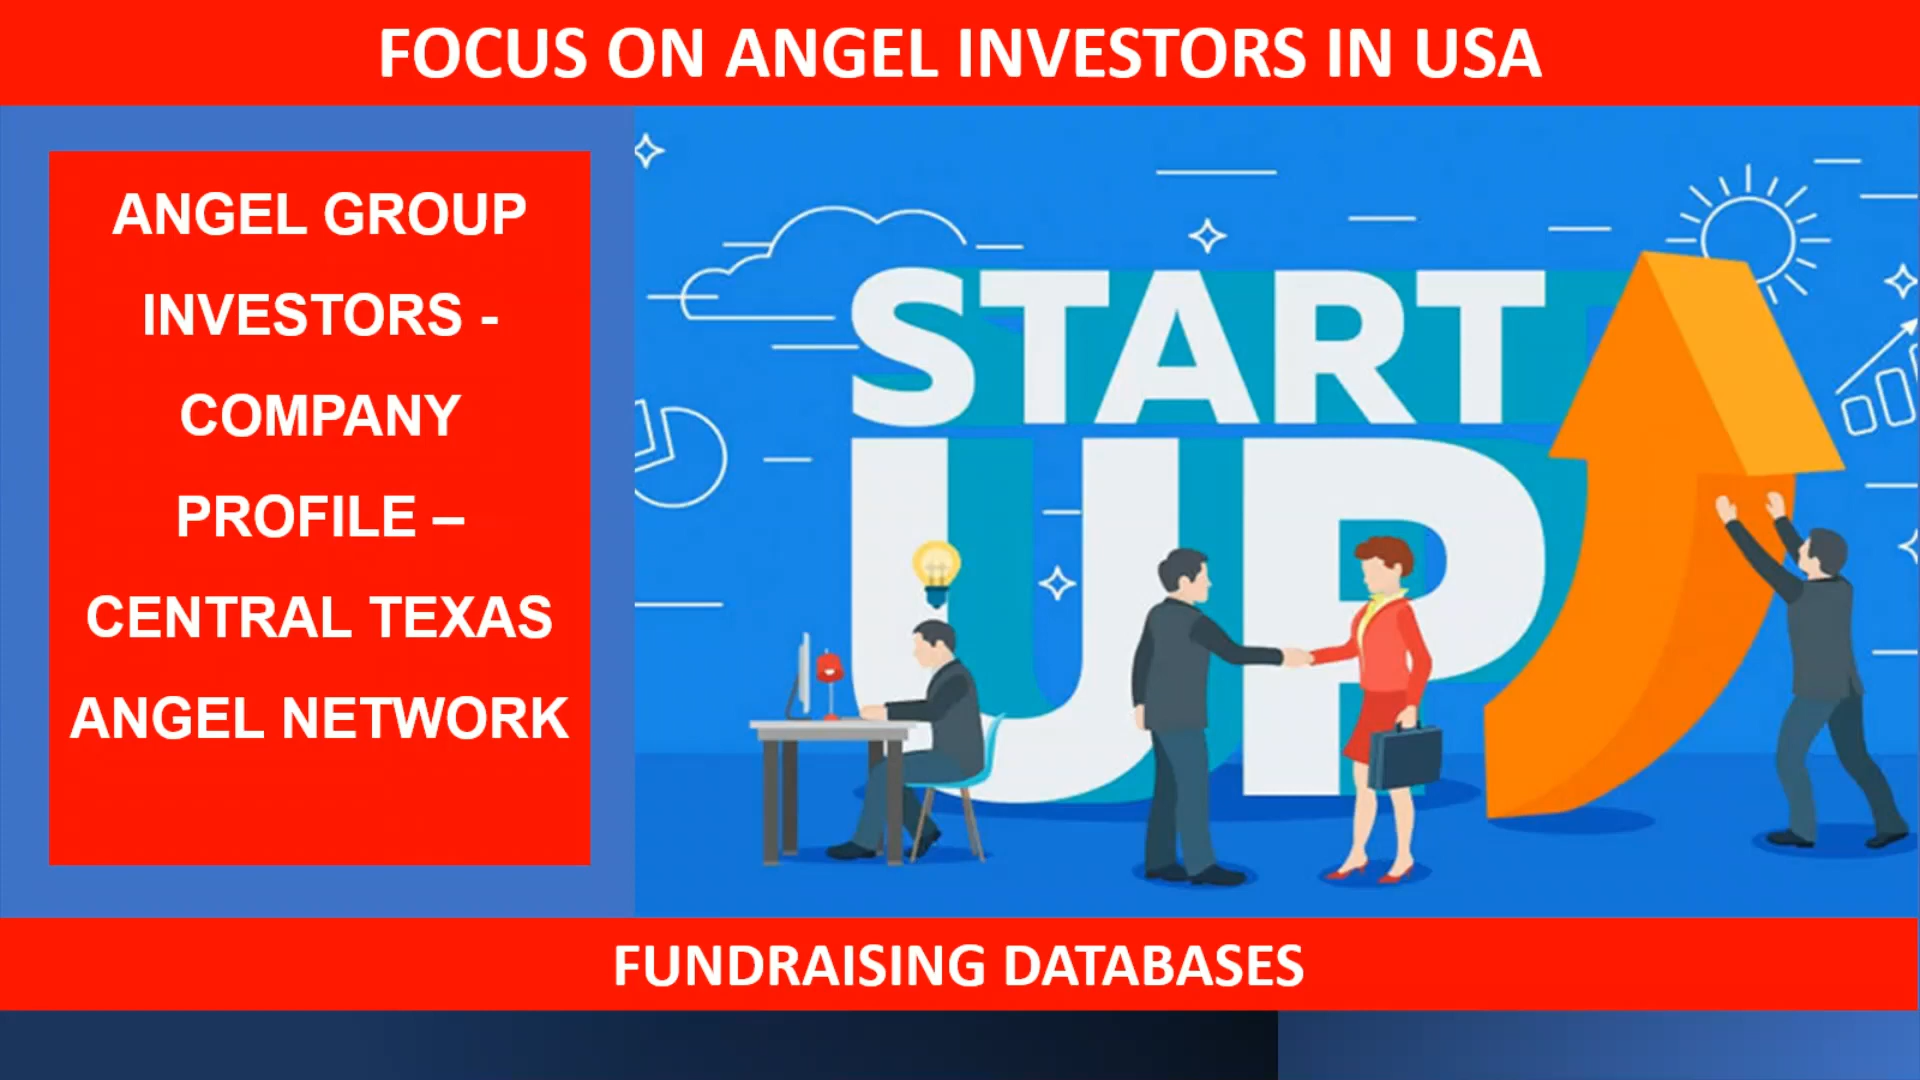 FOCUS ON ANGEL INVESTORS IN USA
ANGEL GROUP
INVESTORS -
COMPANY
PROFILE –
CENTRAL TEXAS
ANGEL NETWORK
START
UP
FUNDRAISING DATABASES